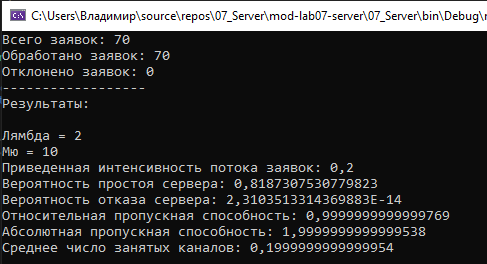 C:\Users\Владимир\source\repos\07_Server\mod-lab07-server\07_Server\bin\Debug\
Всего заявок: 70
Обработано заявок: 70
Отклонено заявок: 0
------------------
Результаты:
Лямбда = 2
Мю = 10
Приведенная интенсивность потока заявок: 0,2
Вероятность простоя сервера: 0,8187307530779823
Вероятность отказа сервера: 2,3103513314369883E-14
Относительная пропускная способность: 0,9999999999999769
Абсолютная пропускная способность: 1,9999999999999538
Среднее число занятых каналов: 0,1999999999999954